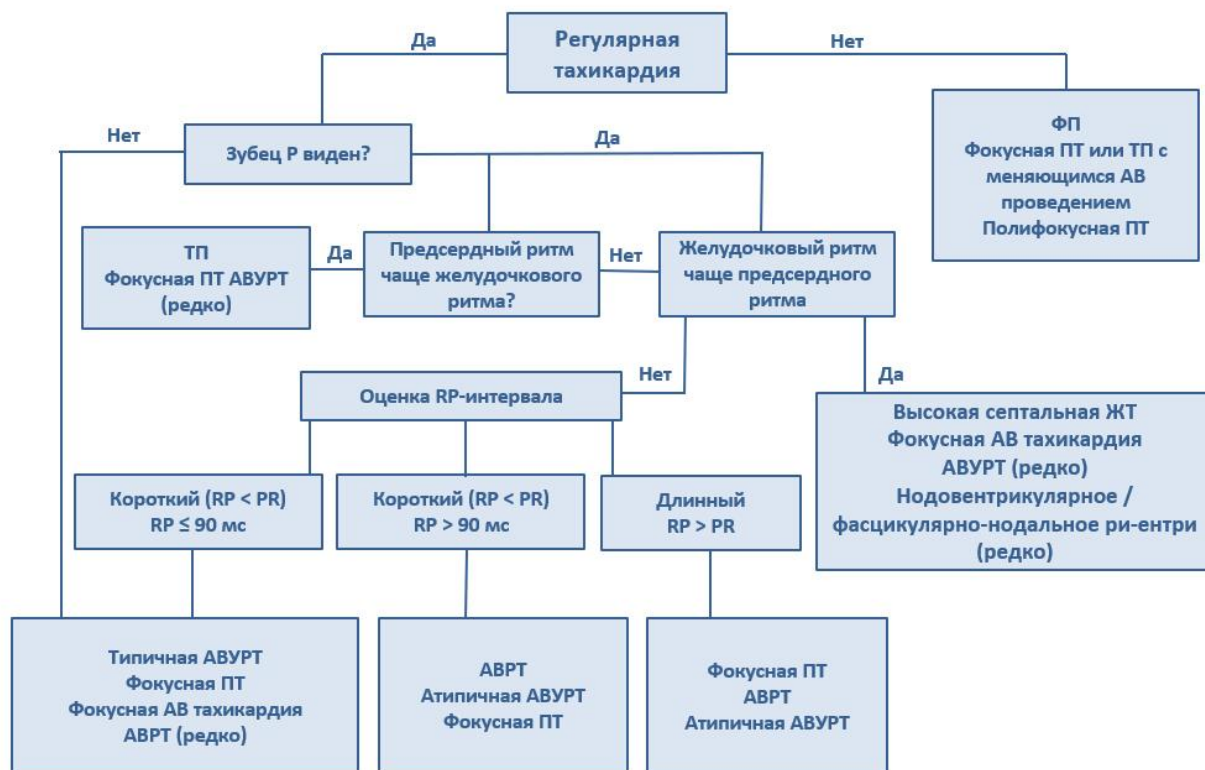 Регулярная
тахикардия
Да
Нет
Зубец Р виден?
Нет
Да
ФП
Фокусная ПТ или ТП с
меняющимся АВ
проведением
Полифокусная ПТ
ТП
Фокусная ПТ АВУРТ
(редко)
Да
Предсердный ритм
чаще желудочкового
ритма?
Нет
Желудочковый ритм
чаще предсердного
ритма
Нет
Да
Оценка RP-интервала
Высокая септальная ЖТ
Фокусная АВ тахикардия
АВУРТ (редко)
Нодовентрикулярное /
фасцикулярно-нодальное ри-ентри
(редко)
Короткий (RP < PR)
RP ≤ 90 мс
Короткий (RP < PR)
RP > 90 мс
Длинный
RP > PR
Типичная АВУРТ
Фокусная ПТ
Фокусная АВ тахикардия
АВРТ (редко)
АВРТ
Атипичная АВУРТ
Фокусная ПТ
Фокусная ПТ
АВРТ
Атипичная АВУРТ